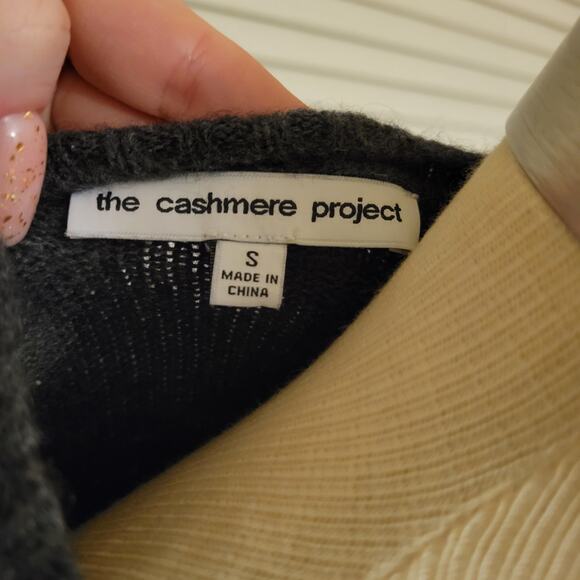 the cashmere project
S
MADE IN
CHINA